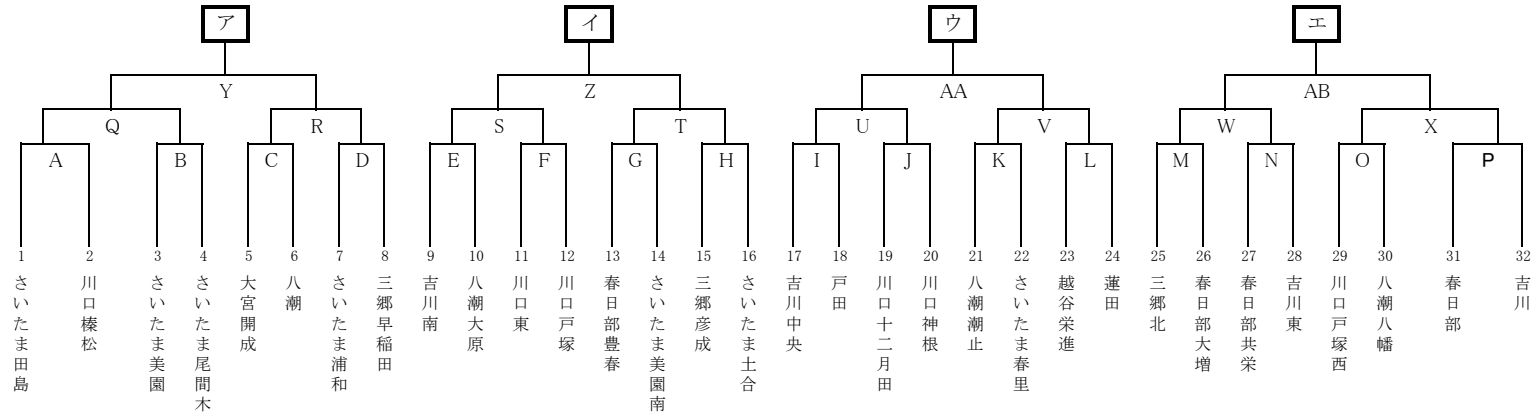 ア イ ウ エ
Y Z AA AB
Q R S T U V W X
A B C D E F G H I J K L M N O P
1 2 3 4 5 6 7 8 9 10 11 12 13 14 15 16 17 18 19 20 21 22 23 24 25 26 27 28 29 30 31 32
さいたま田島
川口榛松
さいたま美園
さいたま尾間木
大宮開成
八潮
さいたま浦和
三郷早稲田
吉川南
八潮大原
川口東
川口戸塚
春日部豊春
さいたま美園南
三郷彦成
さいたま土合
吉川中央
戸田
川口十二月田
川口神根
八潮潮止
さいたま春里
越谷栄進
蓮田
三郷北
春日部大増
春日部共栄
吉川東
川口戸塚西
八潮八幡
春日部
吉川